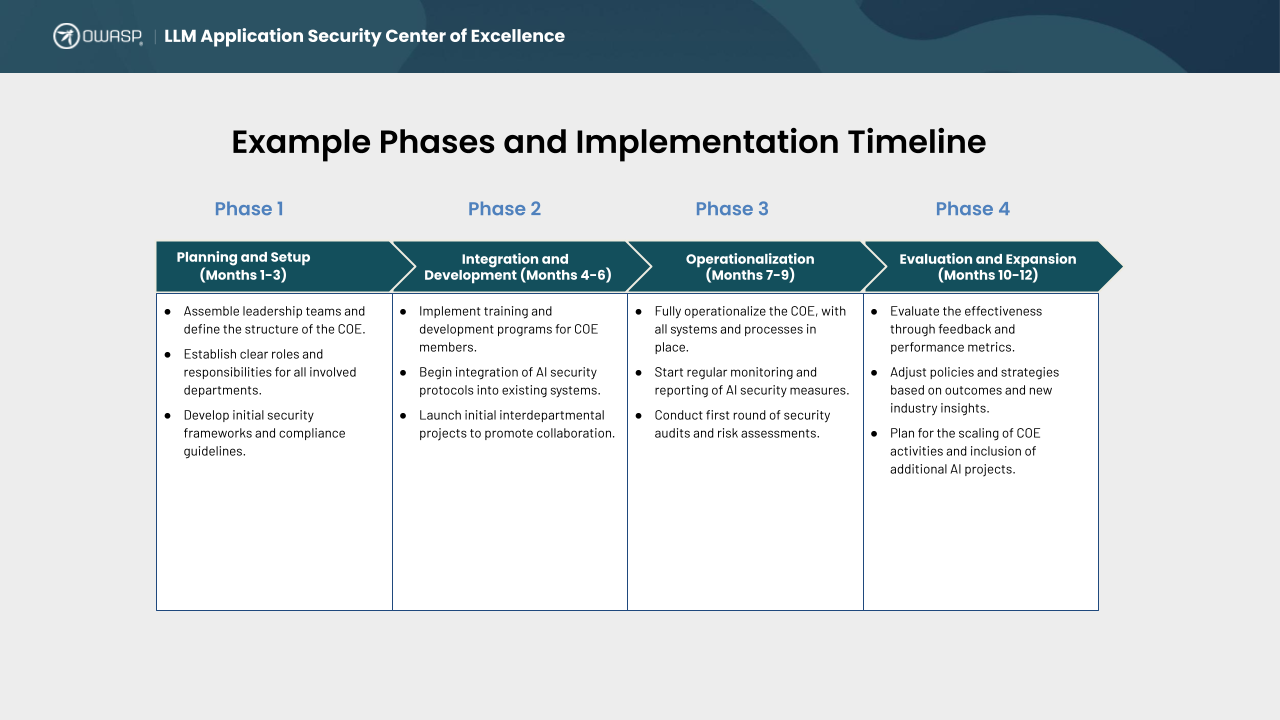 OWASP | LLM Application Security Center of Excellence
Example Phases and Implementation Timeline
Phase 1
Phase 2
Phase 3
Phase 4
Planning and Setup
(Months 1-3)
Integration and
Development (Months 4-6)
Operationalization
(Months 7-9)
Evaluation and Expansion
(Months 10-12)
● Assemble leadership teams and
define the structure of the COE.
● Establish clear roles and
responsibilities for all involved
departments.
● Develop initial security
frameworks and compliance
guidelines.
● Implement training and
development programs for COE
members.
● Begin integration of AI security
protocols into existing systems.
● Launch initial interdepartmental
projects to promote collaboration.
● Fully operationalize the COE, with
all systems and processes in
place.
● Start regular monitoring and
reporting of AI security measures.
● Conduct first round of security
audits and risk assessments.
● Evaluate the effectiveness
through feedback and
performance metrics.
● Adjust policies and strategies
based on outcomes and new
industry insights.
● Plan for the scaling of COE
activities and inclusion of
additional AI projects.